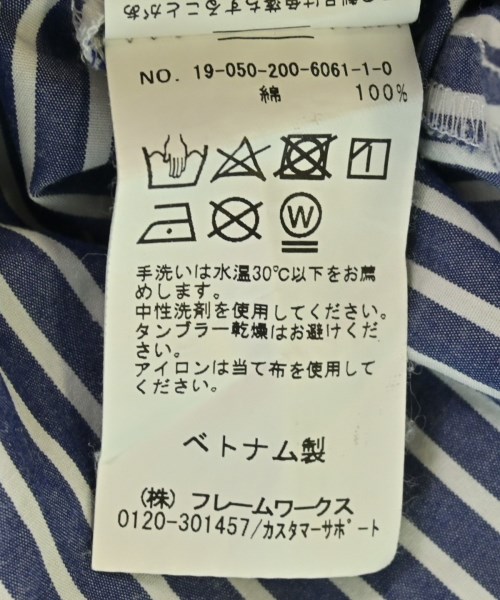 NO. 19-050-200-6061-1-0
綿 100%
W
手洗いは水温30℃以下をお薦
めします。
中性洗剤を使用してください。
タンブラー乾燥はお避けくだ
さい。
アイロンは当て布を使用して
ください。
ベトナム製
(株) フレームワークス
0120-301457/カスタマーサポート